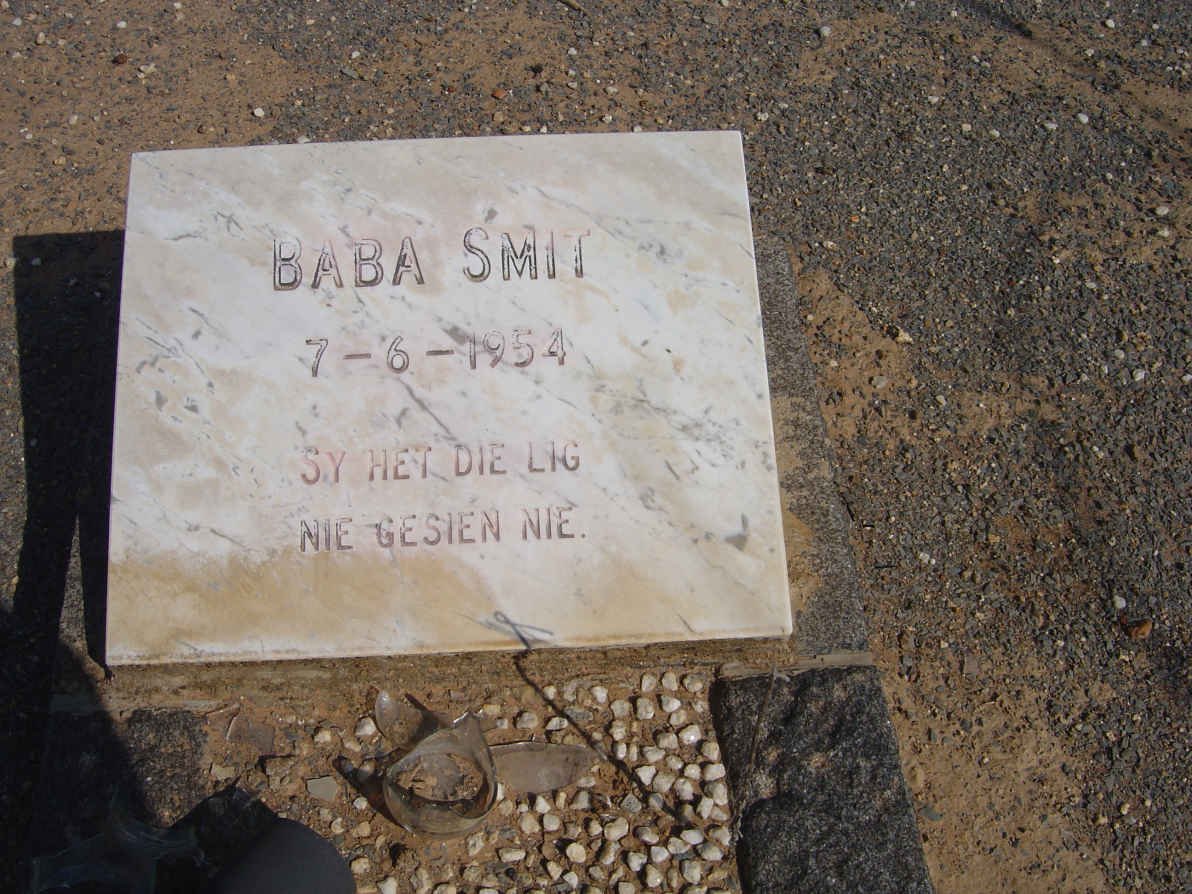 BABA SMIT
7-6-1954
SY HET DIE LIG
NIE GESIEN NIE.